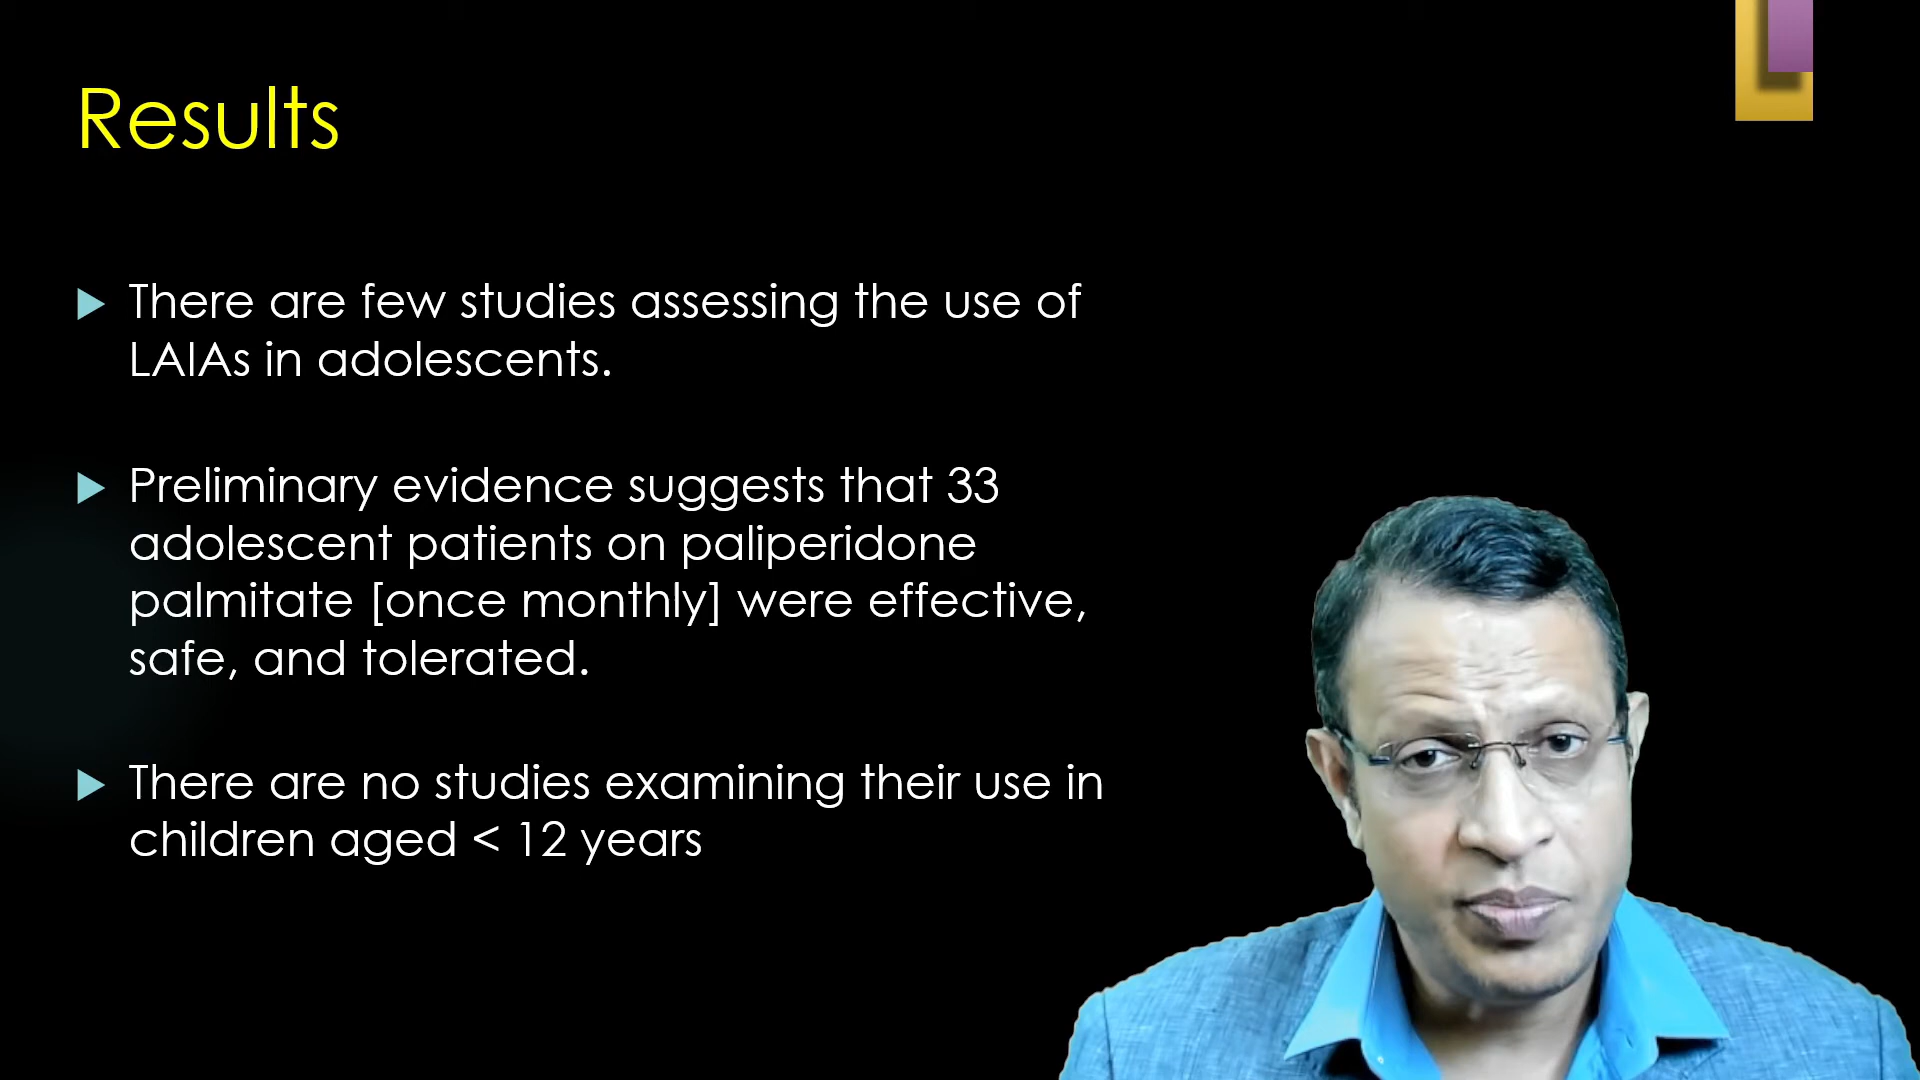 Results
There are few studies assessing the use of
LAIAs in adolescents.
Preliminary evidence suggests that 33
adolescent patients on paliperidone
palmitate [once monthly] were effective,
safe, and tolerated.
There are no studies examining their use in
children aged < 12 years